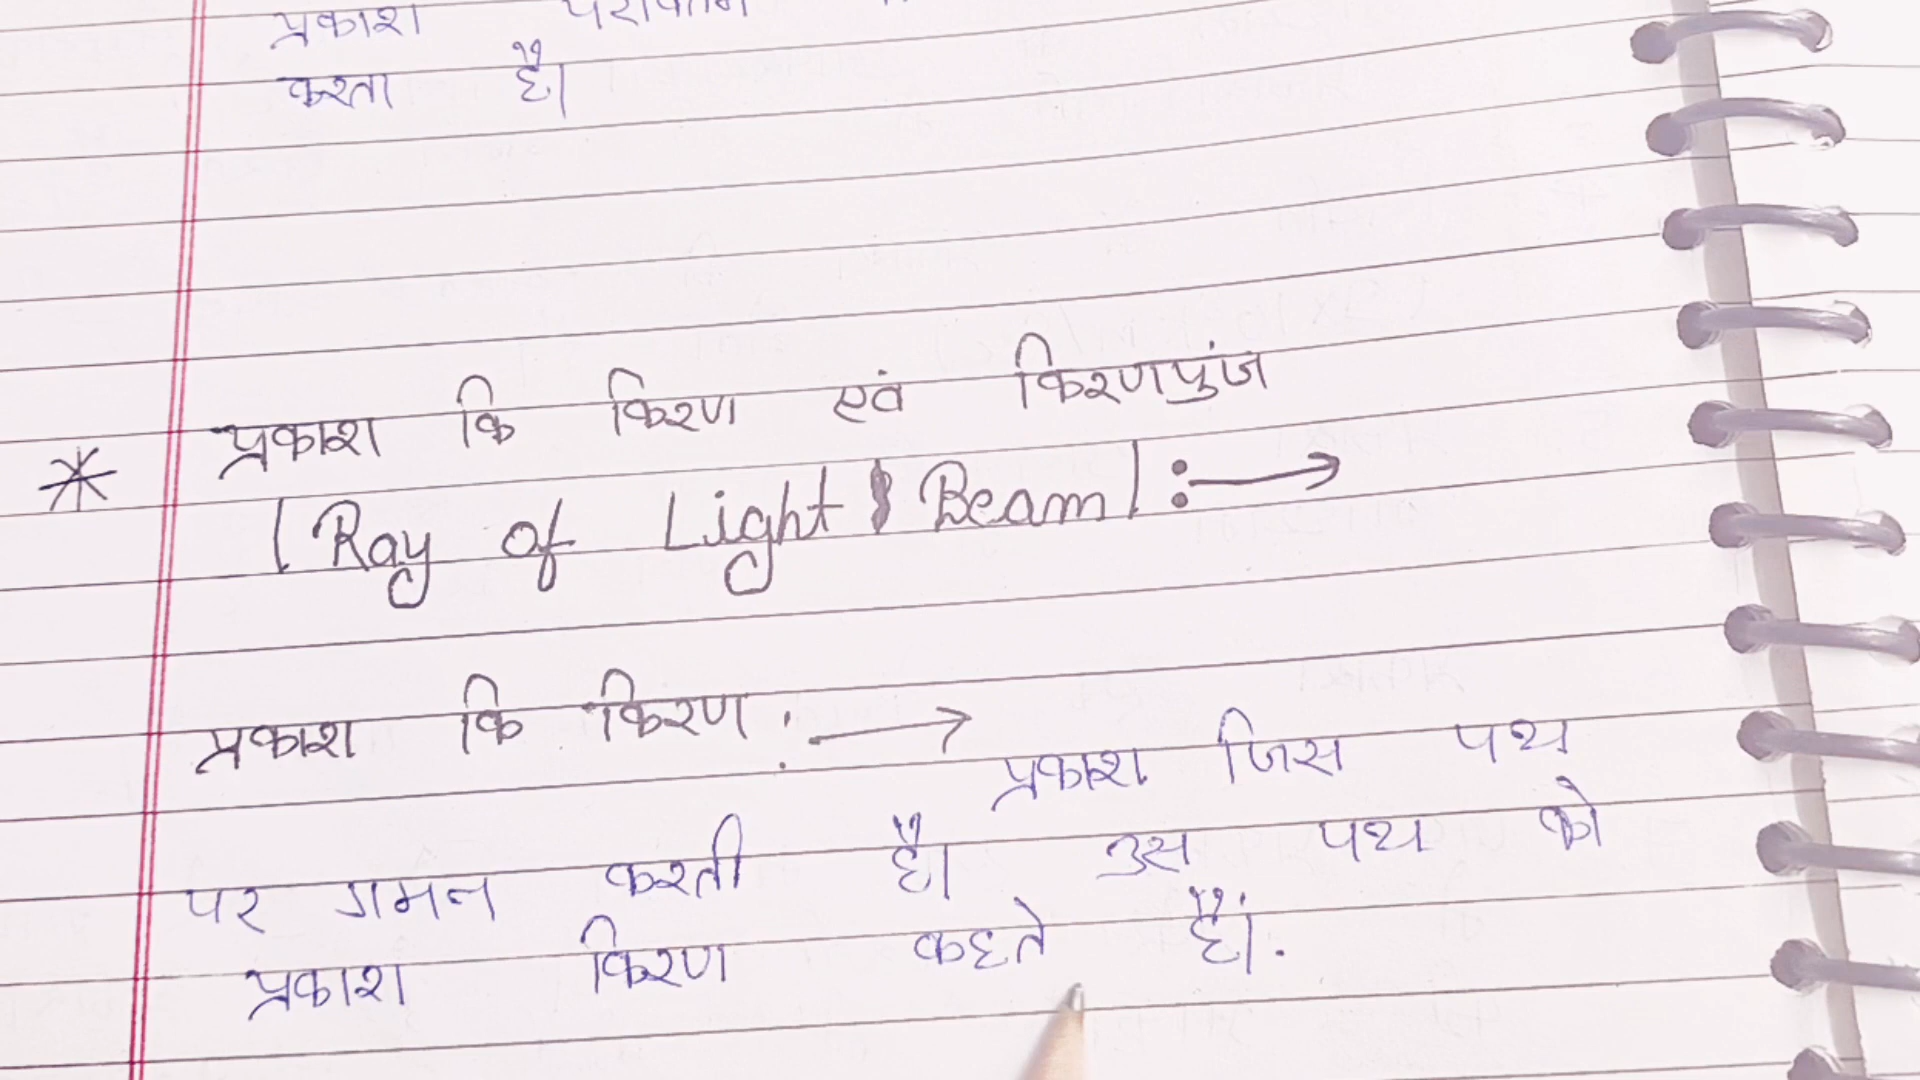 प्रकाश
करता है।
* प्रकाश कि किरण एवं किरणपुंज
( Ray of Light & Beam ) :→
प्रकाश कि किरण :→
प्रकाश जिस पथ
पर गमन करती है। उस पथ को
प्रकाश किरण कहते हैं।.